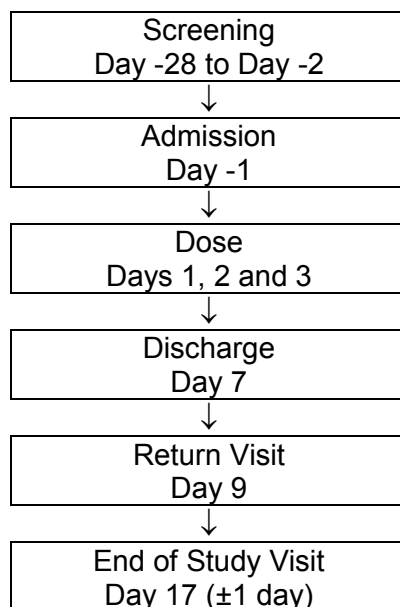 Screening
Day -28 to Day -2
Admission
Day -1
Dose
Days 1, 2 and 3
Discharge
Day 7
Return Visit
Day 9
End of Study Visit
Day 17 (±1 day)